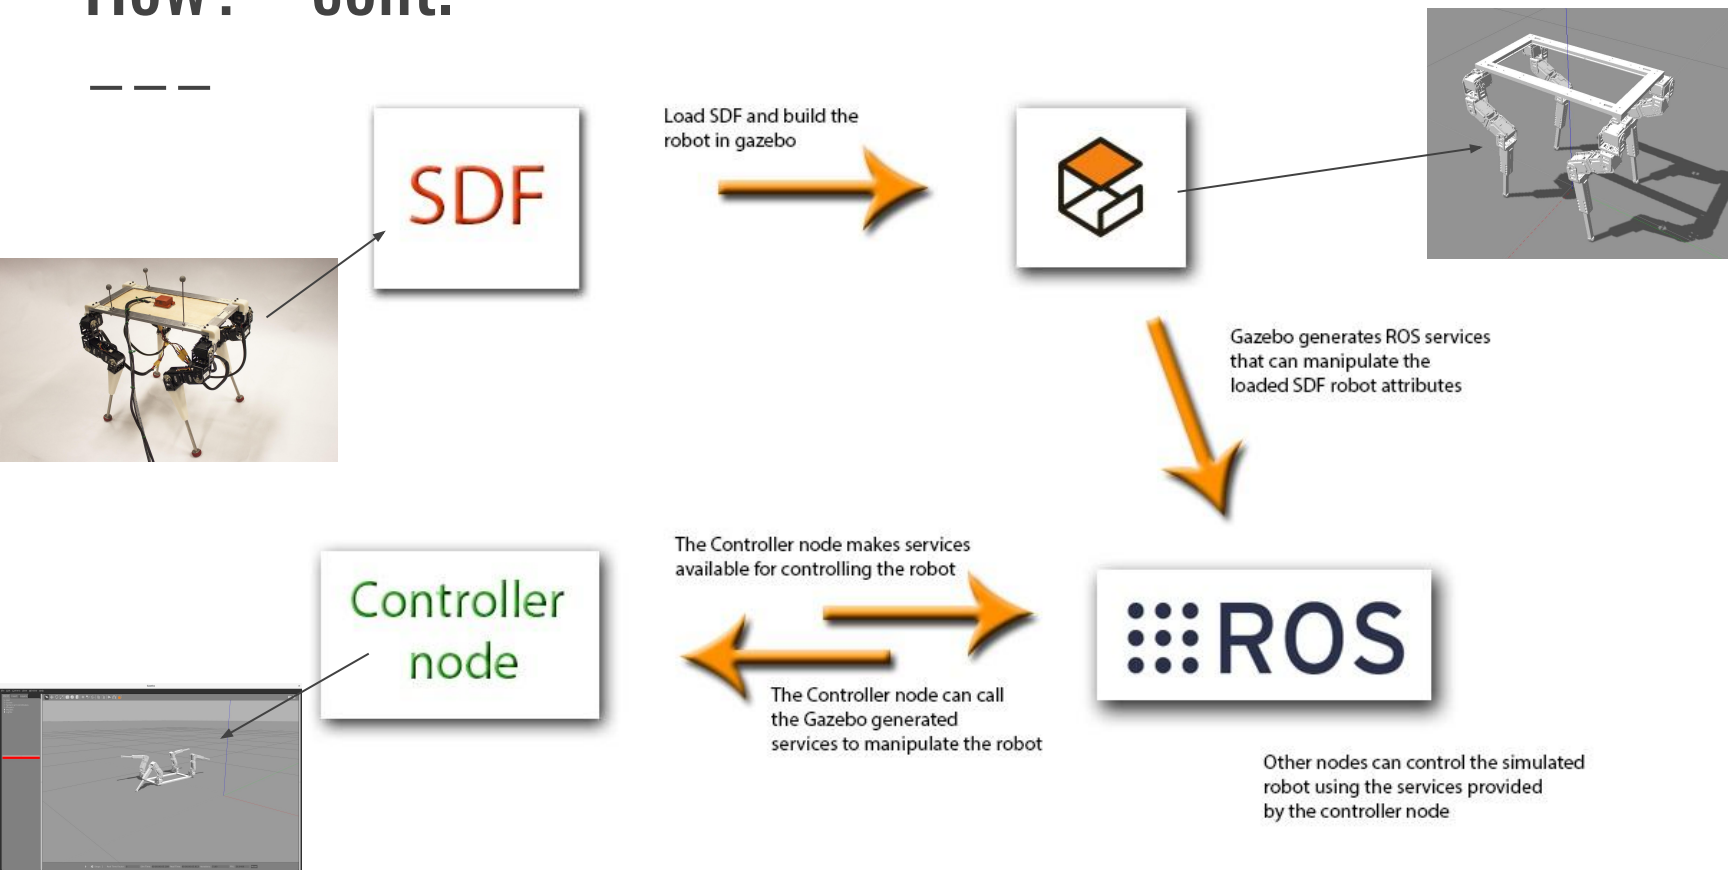 How? Cont.
SDF
Load SDF and build the
robot in gazebo
Gazebo generates ROS services
that can manipulate the
loaded SDF robot attributes
Controller
node
The Controller node makes services
available for controlling the robot
ROS
The Controller node can call
the Gazebo generated
services to manipulate the robot
Other nodes can control the simulated
robot using the services provided
by the controller node